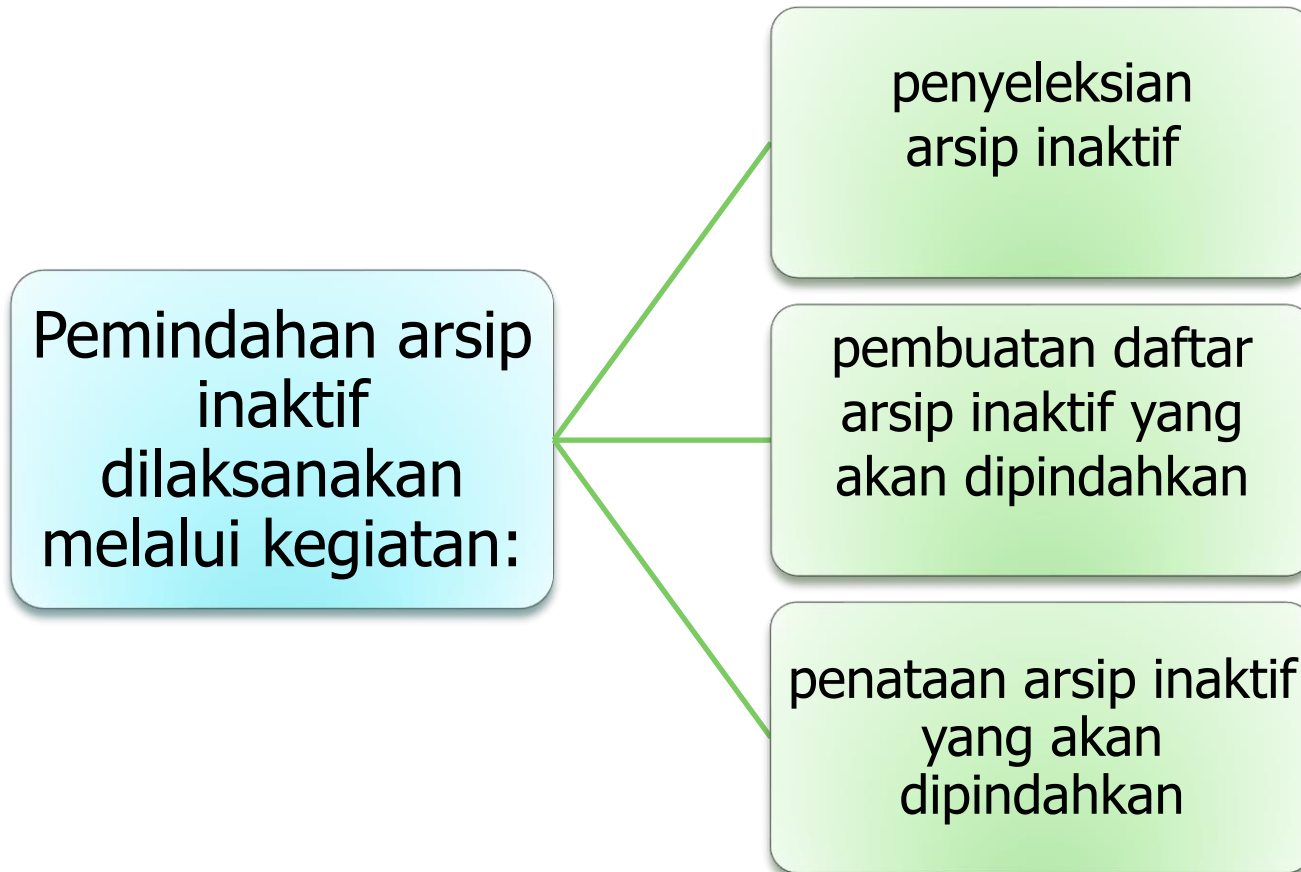 Pemindahan arsip
inaktif
dilaksanakan
melalui kegiatan:
penyeleksian
arsip inaktif
pembuatan daftar
arsip inaktif yang
akan dipindahkan
penataan arsip inaktif
yang akan
dipindahkan